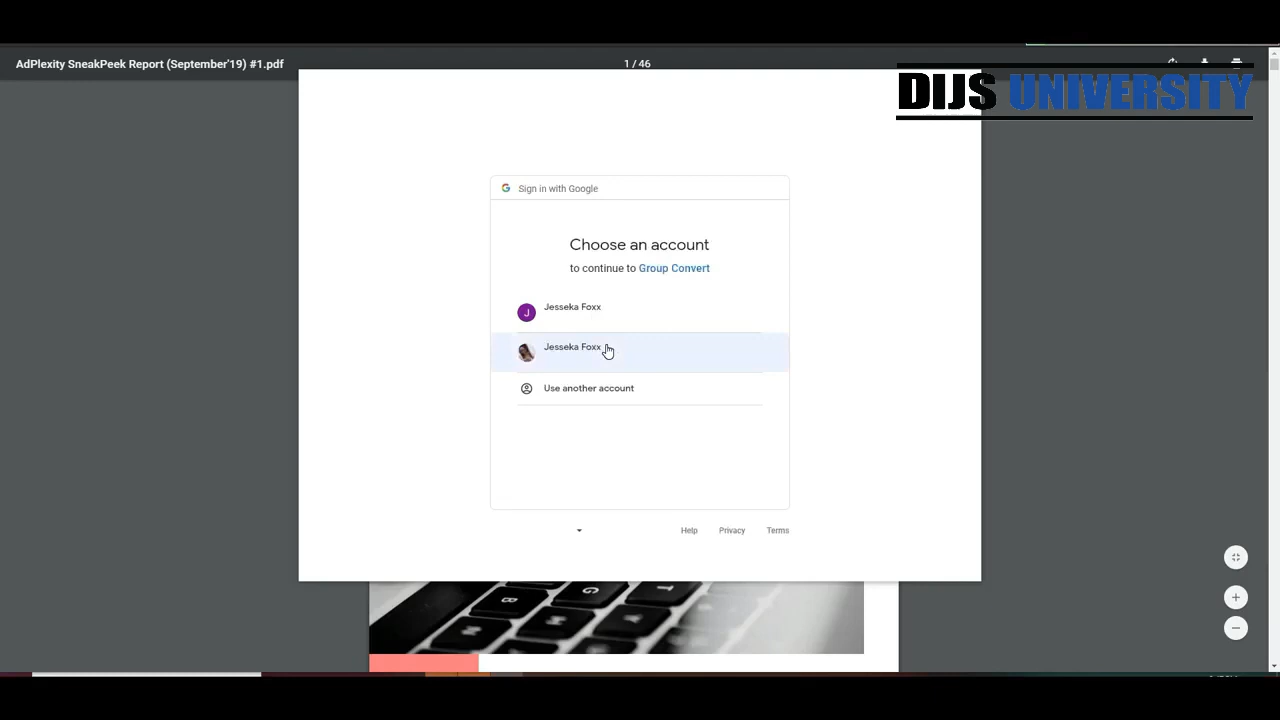 AdPlexity SneakPeek Report (September'19) #1.pdf
1 / 46
DIJS UNIVERSITY
Sign in with Google
Choose an account
to continue to Group Convert
J
Jesseka Foxx
Jesseka Foxx
Use another account
Help Privacy Terms
G T
B